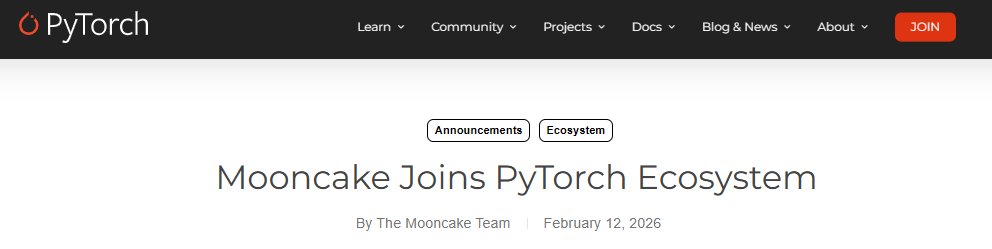 PyTorch Learn Community Projects Docs Blog & News About JOIN
Announcements Ecosystem
Mooncake Joins PyTorch Ecosystem
By The Mooncake Team February 12, 2026